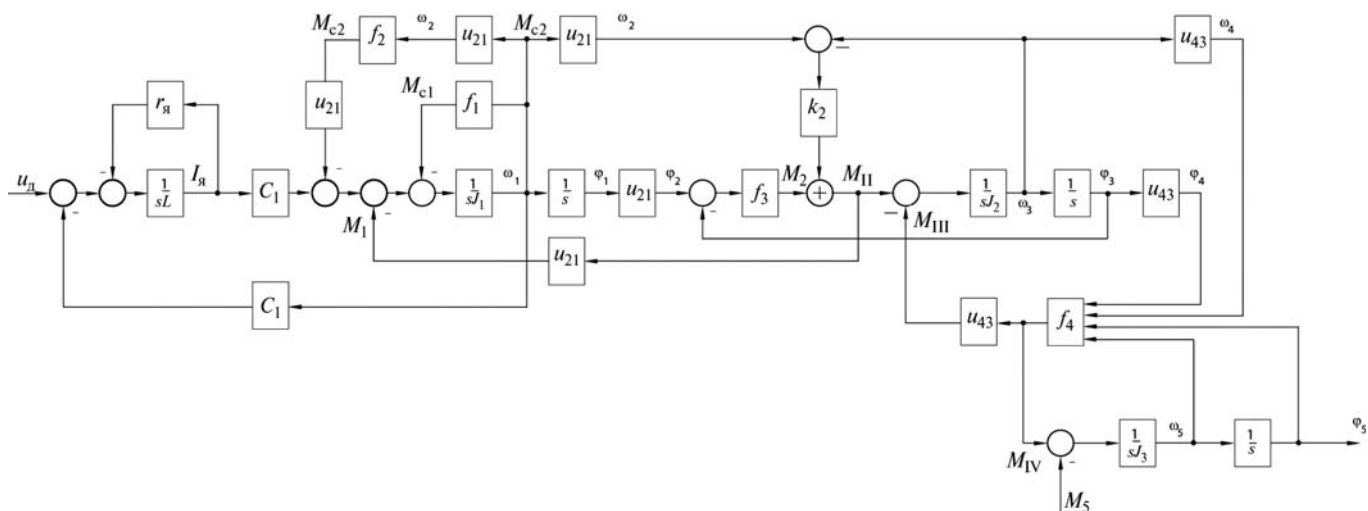 M_c2 f_2 ω_2 u_21 M_c2 u_21 ω_2 – u_43 ω_4
r_я u_21 M_c1 f_1 k_2
u_д - - 1/sL I_я C_1 - - - 1/sJ_1 ω_1 1/s φ_1 u_21 φ_2 - f_3 M_2 + M_II – 1/sJ_2 ω_3 1/s φ_3 u_43 φ_4
M_1 M_III
u_21
C_1
u_43 f_4
1/sJ_3 ω_5 1/s φ_5
M_IV -
M_5